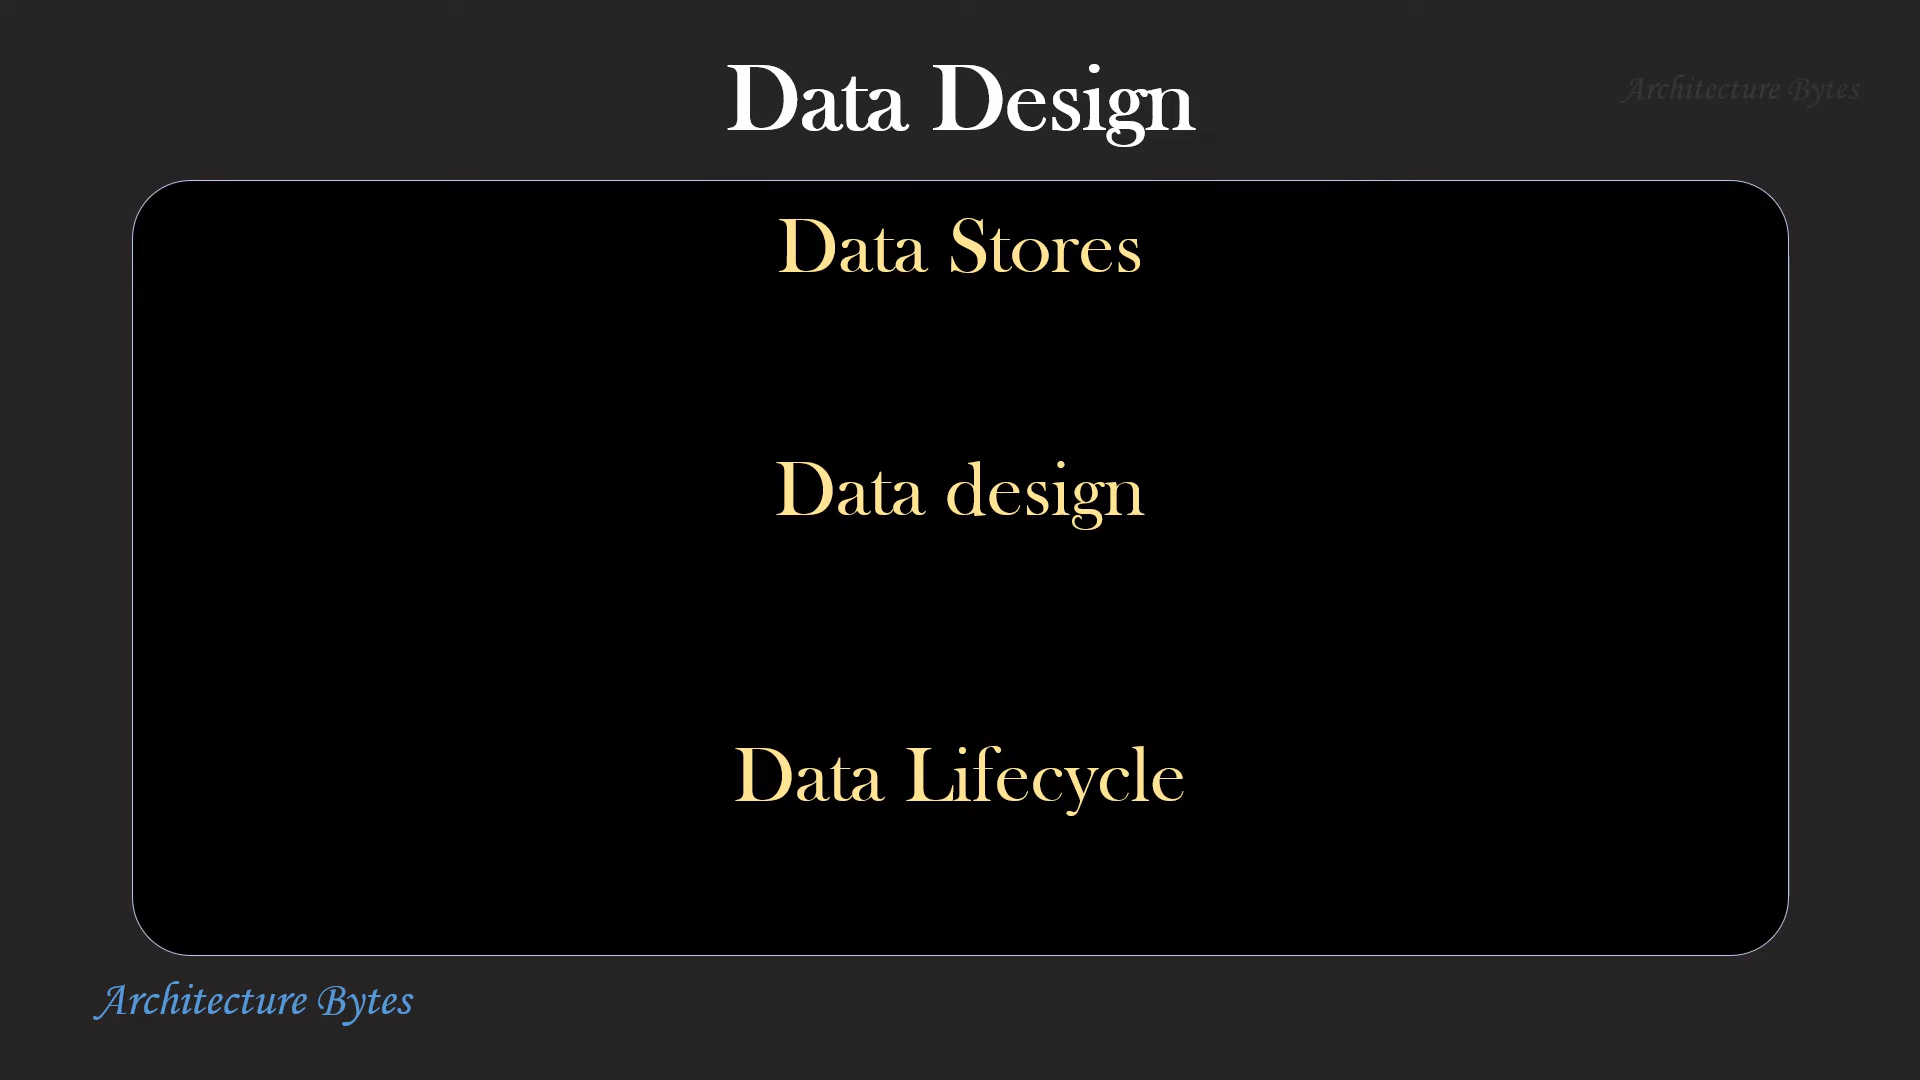 Data Design
Architecture Bytes
Data Stores
Data design
Data Lifecycle
Architecture Bytes